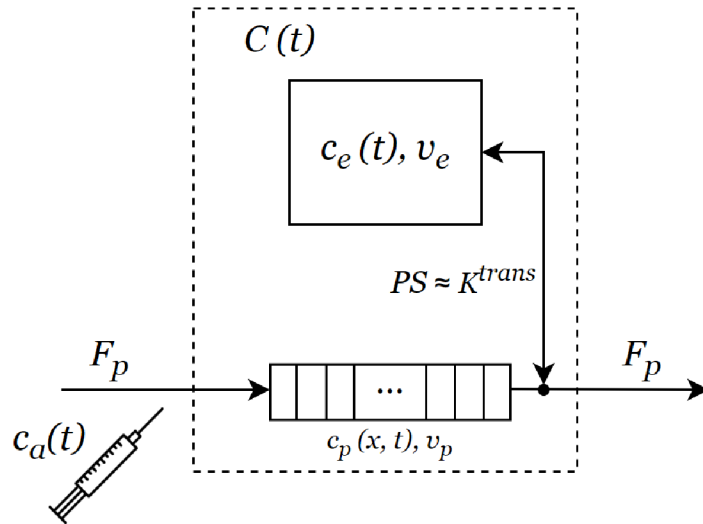 C (t)
c_e (t), v_e
PS ≈ K^trans
F_p
F_p
...
c_a(t)
c_p (x, t), v_p